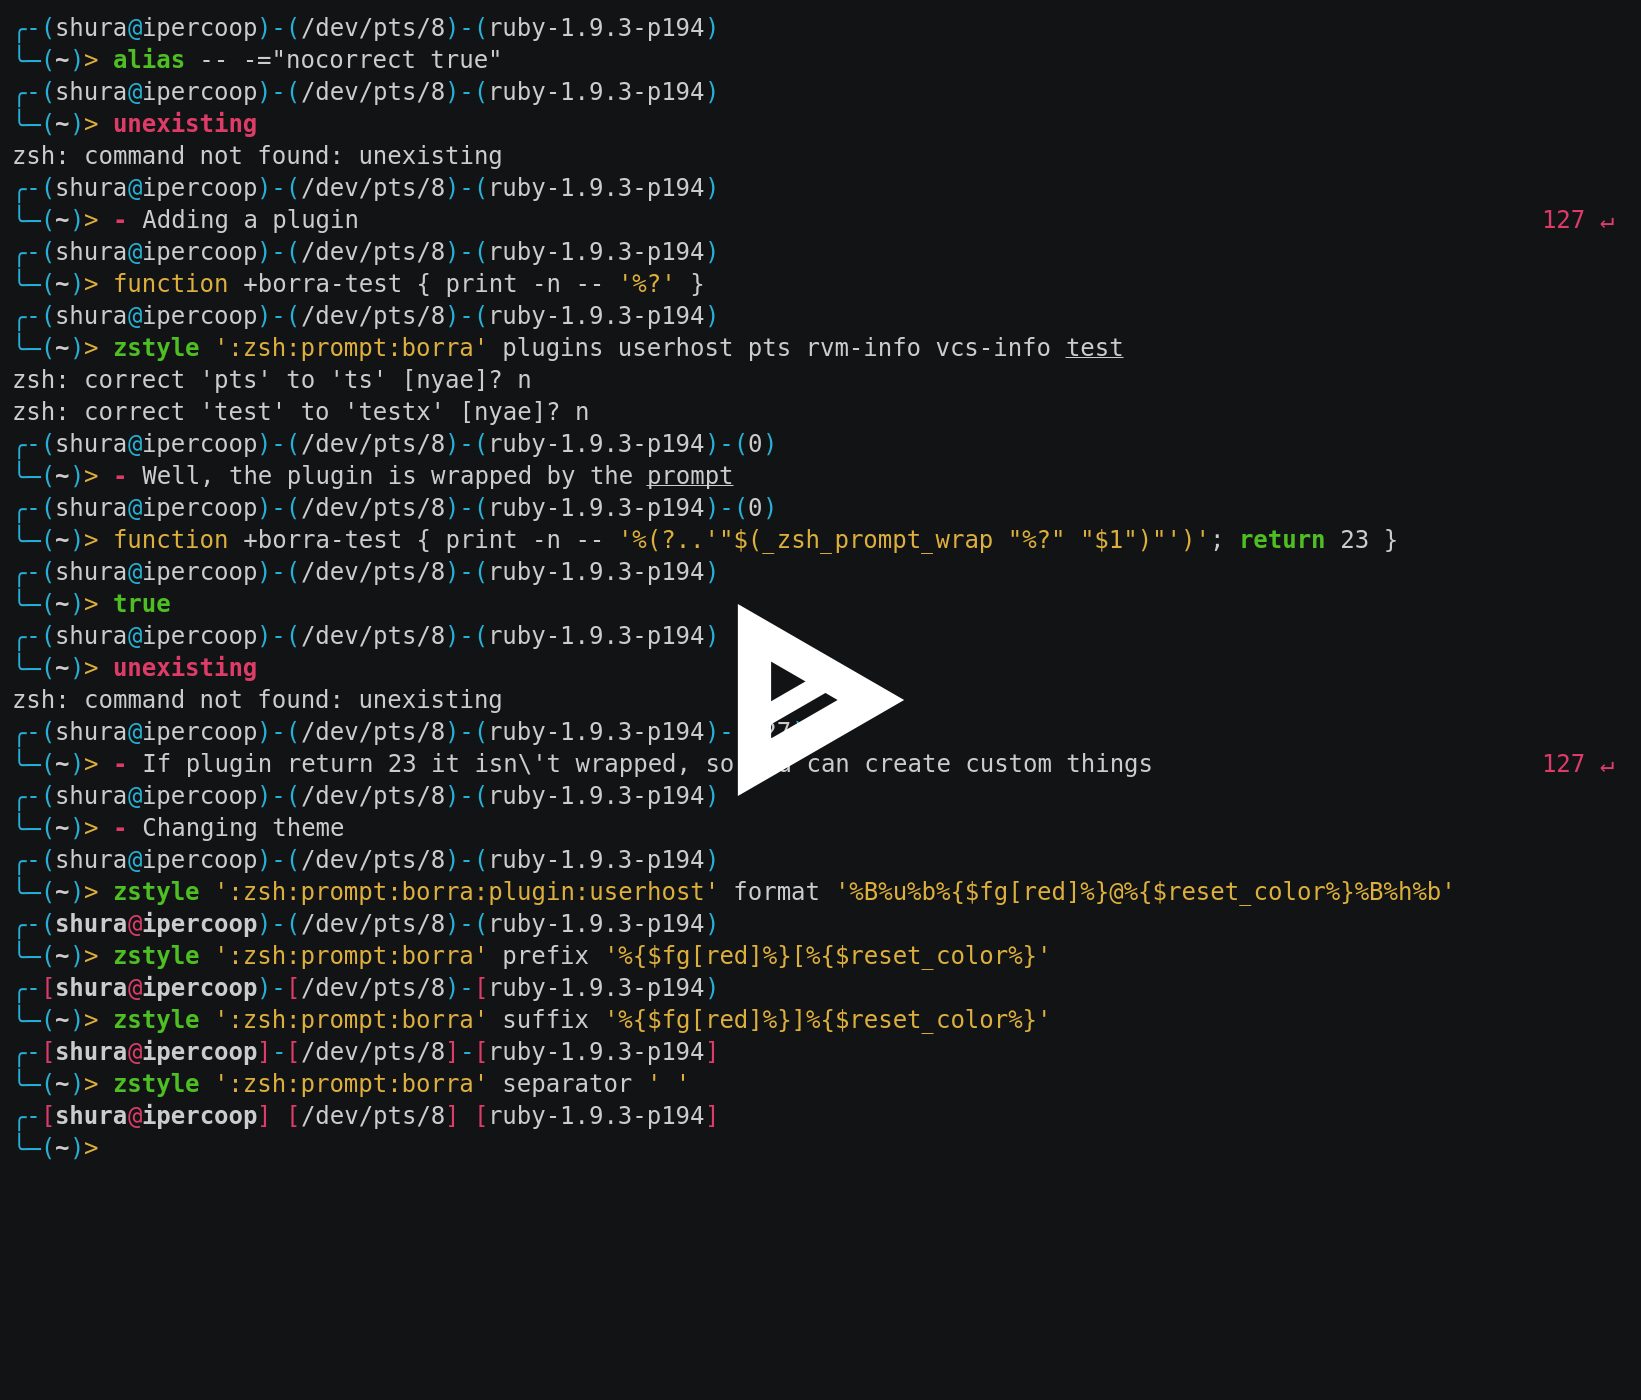 ╭-(shura@ipercoop)-(/dev/pts/8)-(ruby-1.9.3-p194)
╰─(~)> alias -- -="nocorrect true"
╭-(shura@ipercoop)-(/dev/pts/8)-(ruby-1.9.3-p194)
╰─(~)> unexisting
zsh: command not found: unexisting
╭-(shura@ipercoop)-(/dev/pts/8)-(ruby-1.9.3-p194)
╰─(~)> - Adding a plugin 127 ↵
╭-(shura@ipercoop)-(/dev/pts/8)-(ruby-1.9.3-p194)
╰─(~)> function +borra-test { print -n -- '%?' }
╭-(shura@ipercoop)-(/dev/pts/8)-(ruby-1.9.3-p194)
╰─(~)> zstyle ':zsh:prompt:borra' plugins userhost pts rvm-info vcs-info test
zsh: correct 'pts' to 'ts' [nyae]? n
zsh: correct 'test' to 'testx' [nyae]? n
╭-(shura@ipercoop)-(/dev/pts/8)-(ruby-1.9.3-p194)-(0)
╰─(~)> - Well, the plugin is wrapped by the prompt
╭-(shura@ipercoop)-(/dev/pts/8)-(ruby-1.9.3-p194)-(0)
╰─(~)> function +borra-test { print -n -- '%(?..'"$(_zsh_prompt_wrap "%?" "$1")"')'; return 23 }
╭-(shura@ipercoop)-(/dev/pts/8)-(ruby-1.9.3-p194)
╰─(~)> true
╭-(shura@ipercoop)-(/dev/pts/8)-(ruby-1.9.3-p194)
╰─(~)> unexisting
zsh: command not found: unexisting
╭-(shura@ipercoop)-(/dev/pts/8)-(ruby-1.9.3-p194)-
╰─(~)> - If plugin return 23 it isn\'t wrapped, so can create custom things 127 ↵
╭-(shura@ipercoop)-(/dev/pts/8)-(ruby-1.9.3-p194)
╰─(~)> - Changing theme
╭-(shura@ipercoop)-(/dev/pts/8)-(ruby-1.9.3-p194)
╰─(~)> zstyle ':zsh:prompt:borra:plugin:userhost' format '%B%u%b%{$fg[red]%}@%{$reset_color%}%B%h%b'
╭-(shura@ipercoop)-(/dev/pts/8)-(ruby-1.9.3-p194)
╰─(~)> zstyle ':zsh:prompt:borra' prefix '%{$fg[red]%}[%{$reset_color%}'
╭-[shura@ipercoop)-[/dev/pts/8)-[ruby-1.9.3-p194)
╰─(~)> zstyle ':zsh:prompt:borra' suffix '%{$fg[red]%}]%{$reset_color%}'
╭-[shura@ipercoop]-[/dev/pts/8]-[ruby-1.9.3-p194]
╰─(~)> zstyle ':zsh:prompt:borra' separator ' '
╭-[shura@ipercoop] [/dev/pts/8] [ruby-1.9.3-p194]
╰─(~)>